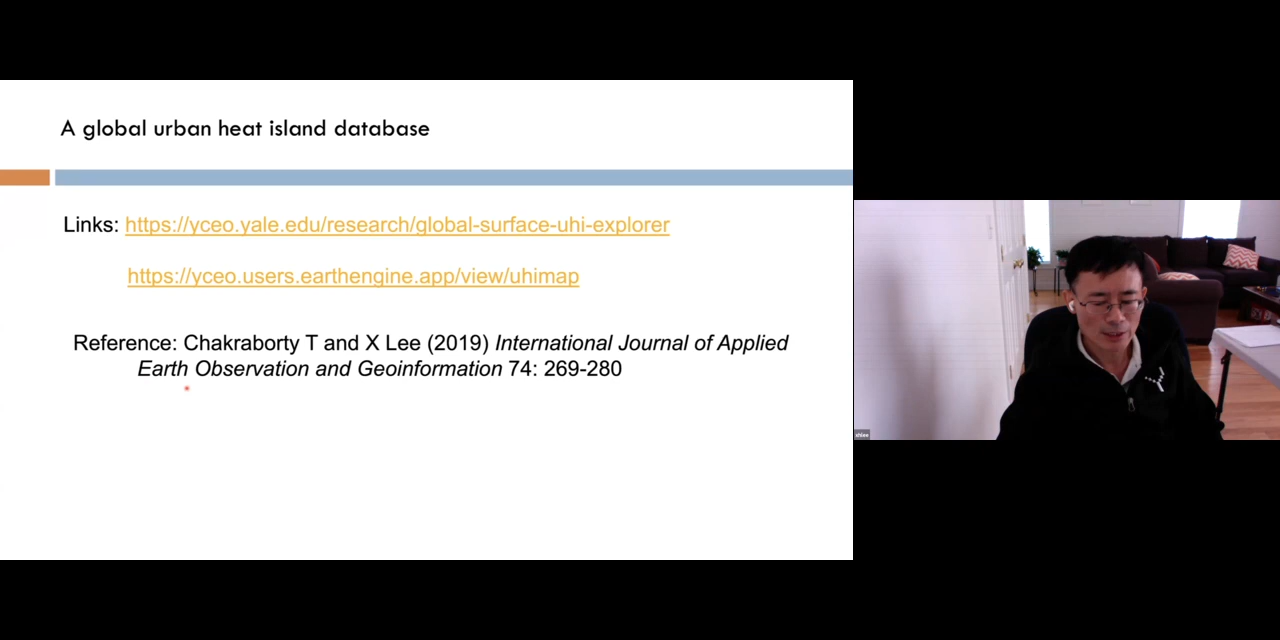 A global urban heat island database
Links: https://yceo.yale.edu/research/global-surface-uhi-explorer
https://yceo.users.earthengine.app/view/uhimap
Reference: Chakraborty T and X Lee (2019) International Journal of Applied
Earth Observation and Geoinformation 74: 269-280
xhlee